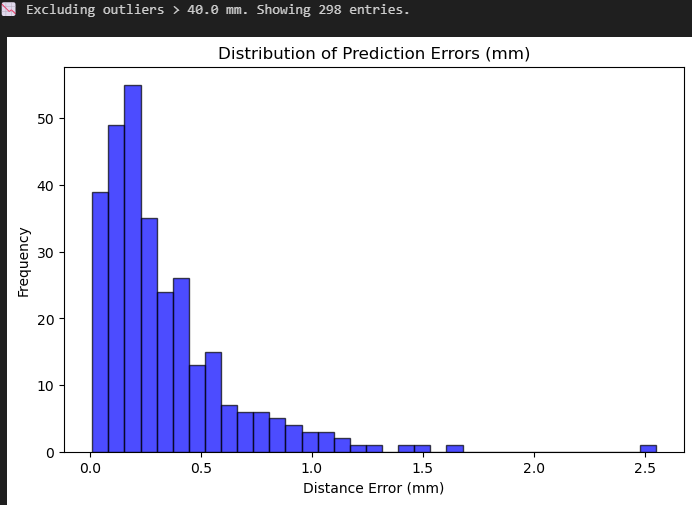 Excluding outliers > 40.0 mm. Showing 298 entries.
Distribution of Prediction Errors (mm)
Frequency
50
40
30
20
10
0
0.0 0.5 1.0 1.5 2.0 2.5
Distance Error (mm)